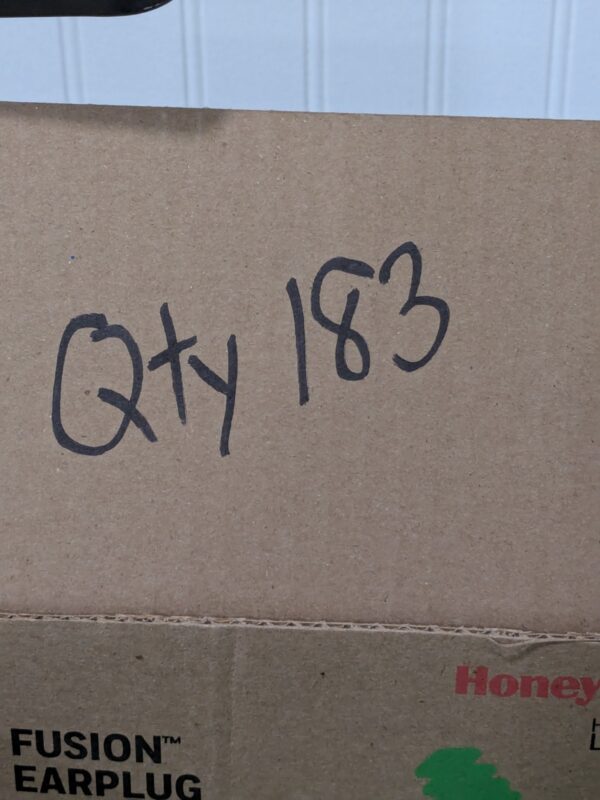 Qty 183
Honey
FUSION™
EARPLUG